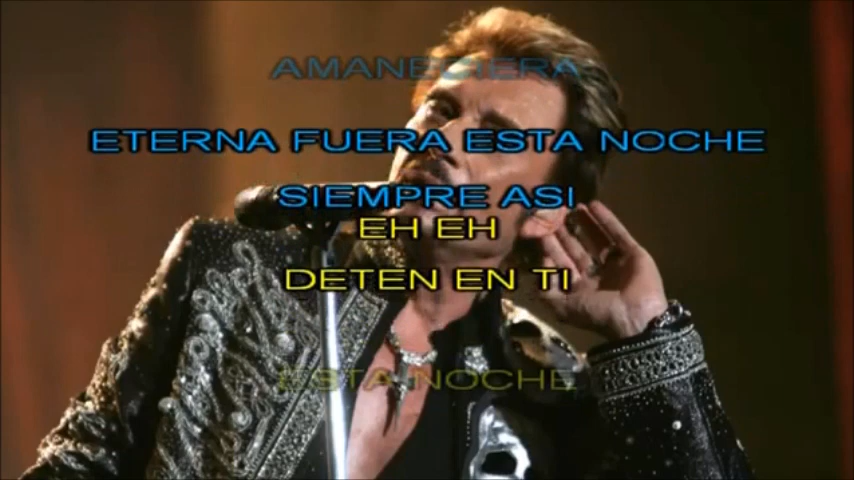 AMANECIERA
ETERNA FUERA ESTA NOCHE
SIEMPRE ASI
EH EH
DETEN EN TI
ESTA NOCHE